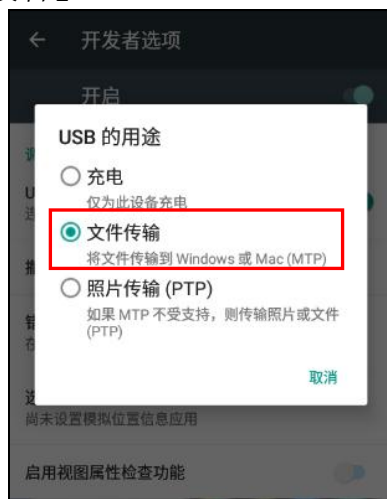 开发者选项
开启
USB 的用途
充电
仅为此设备充电
文件传输
将文件传输到 Windows 或 Mac (MTP)
照片传输 (PTP)
如果 MTP 不受支持，则传输照片或文件
(PTP)
取消
尚未设置模拟位置信息应用
启用视图属性检查功能